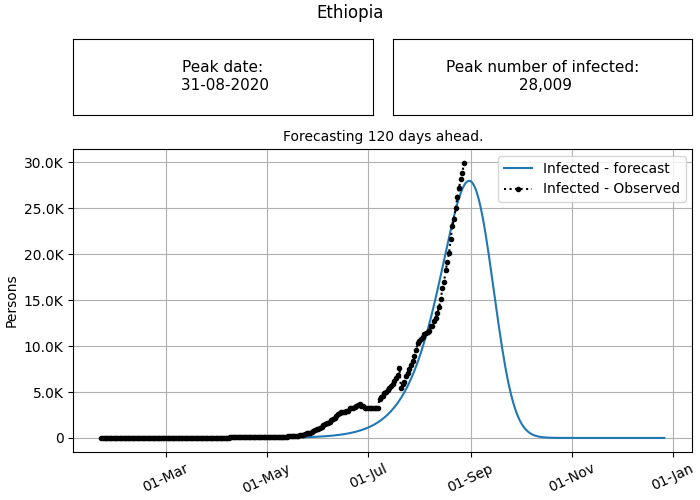 Ethiopia
Peak date:
31-08-2020
Peak number of infected:
28,009
Forecasting 120 days ahead.
Infected - forecast
Infected - Observed
Persons
30.0K
25.0K
20.0K
15.0K
10.0K
5.0K
0
01-Mar
01-May
01-Jul
01-Sep
01-Nov
01-Jan